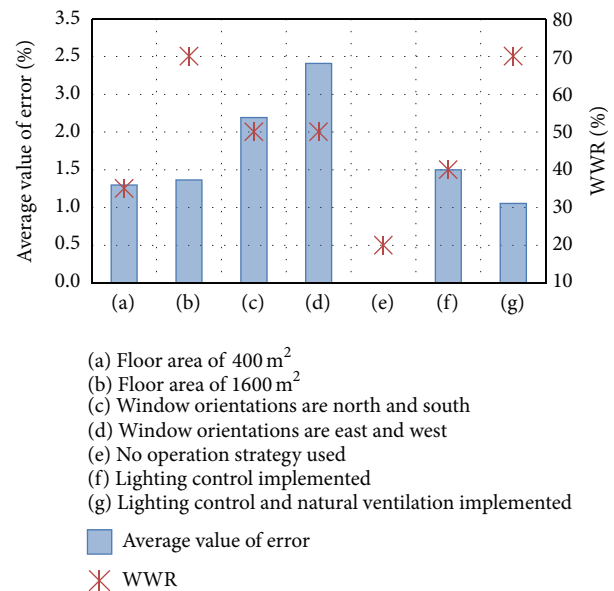 Average value of error (%)
3.5
2.5
3.0
2.0
1.5
1.0
0.5
0.0
80
70
60
50
40
30
20
10
WWR (%)
(a) (b) (c) (d) (e) (f) (g)
(a) Floor area of 400 m²
(b) Floor area of 1600 m²
(c) Window orientations are north and south
(d) Window orientations are east and west
(e) No operation strategy used
(f) Lighting control implemented
(g) Lighting control and natural ventilation implemented
Average value of error
WWR